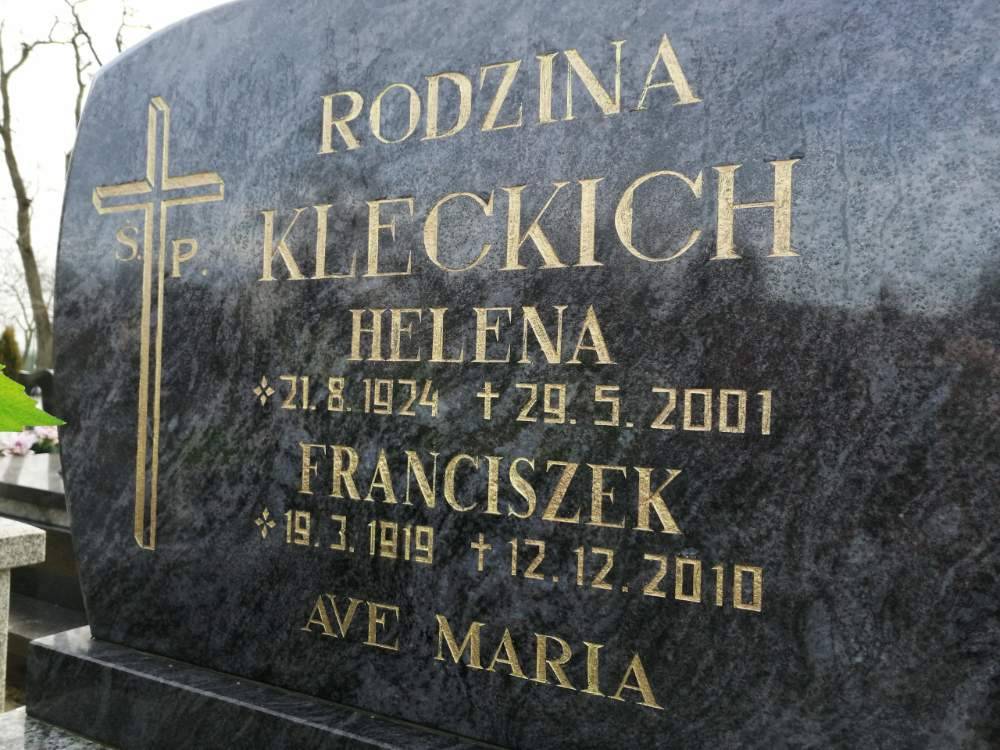 RODZINA
Ś. P.
KLECKICH
HELENA
21. 8. 1924 29. 5. 2001
FRANCISZEK
19. 3. 1919 12. 12. 2010
AVE MARIA